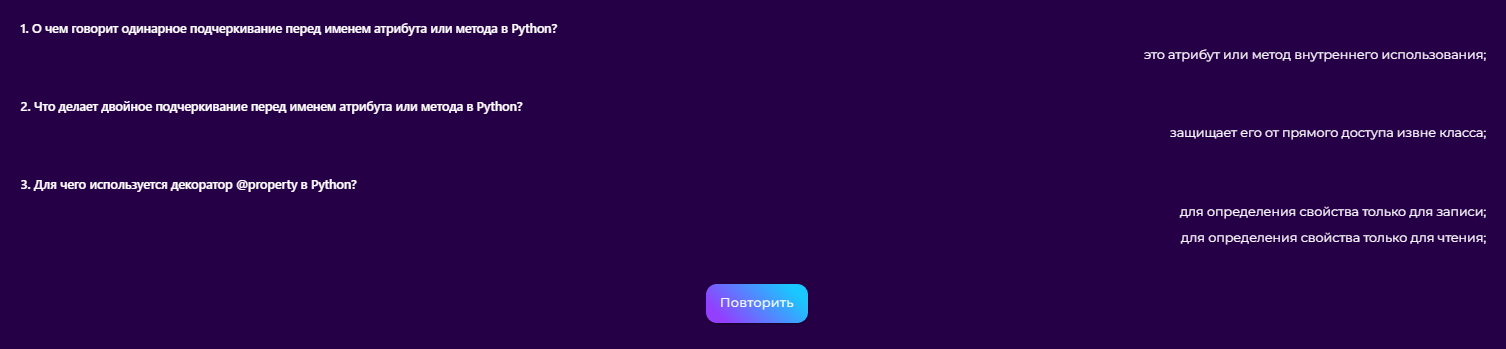 1. О чем говорит одинарное подчеркивание перед именем атрибута или метода в Python?
это атрибут или метод внутреннего использования;
2. Что делает двойное подчеркивание перед именем атрибута или метода в Python?
защищает его от прямого доступа извне класса;
3. Для чего используется декоратор @property в Python?
для определения свойства только для записи;
для определения свойства только для чтения;
Повторить